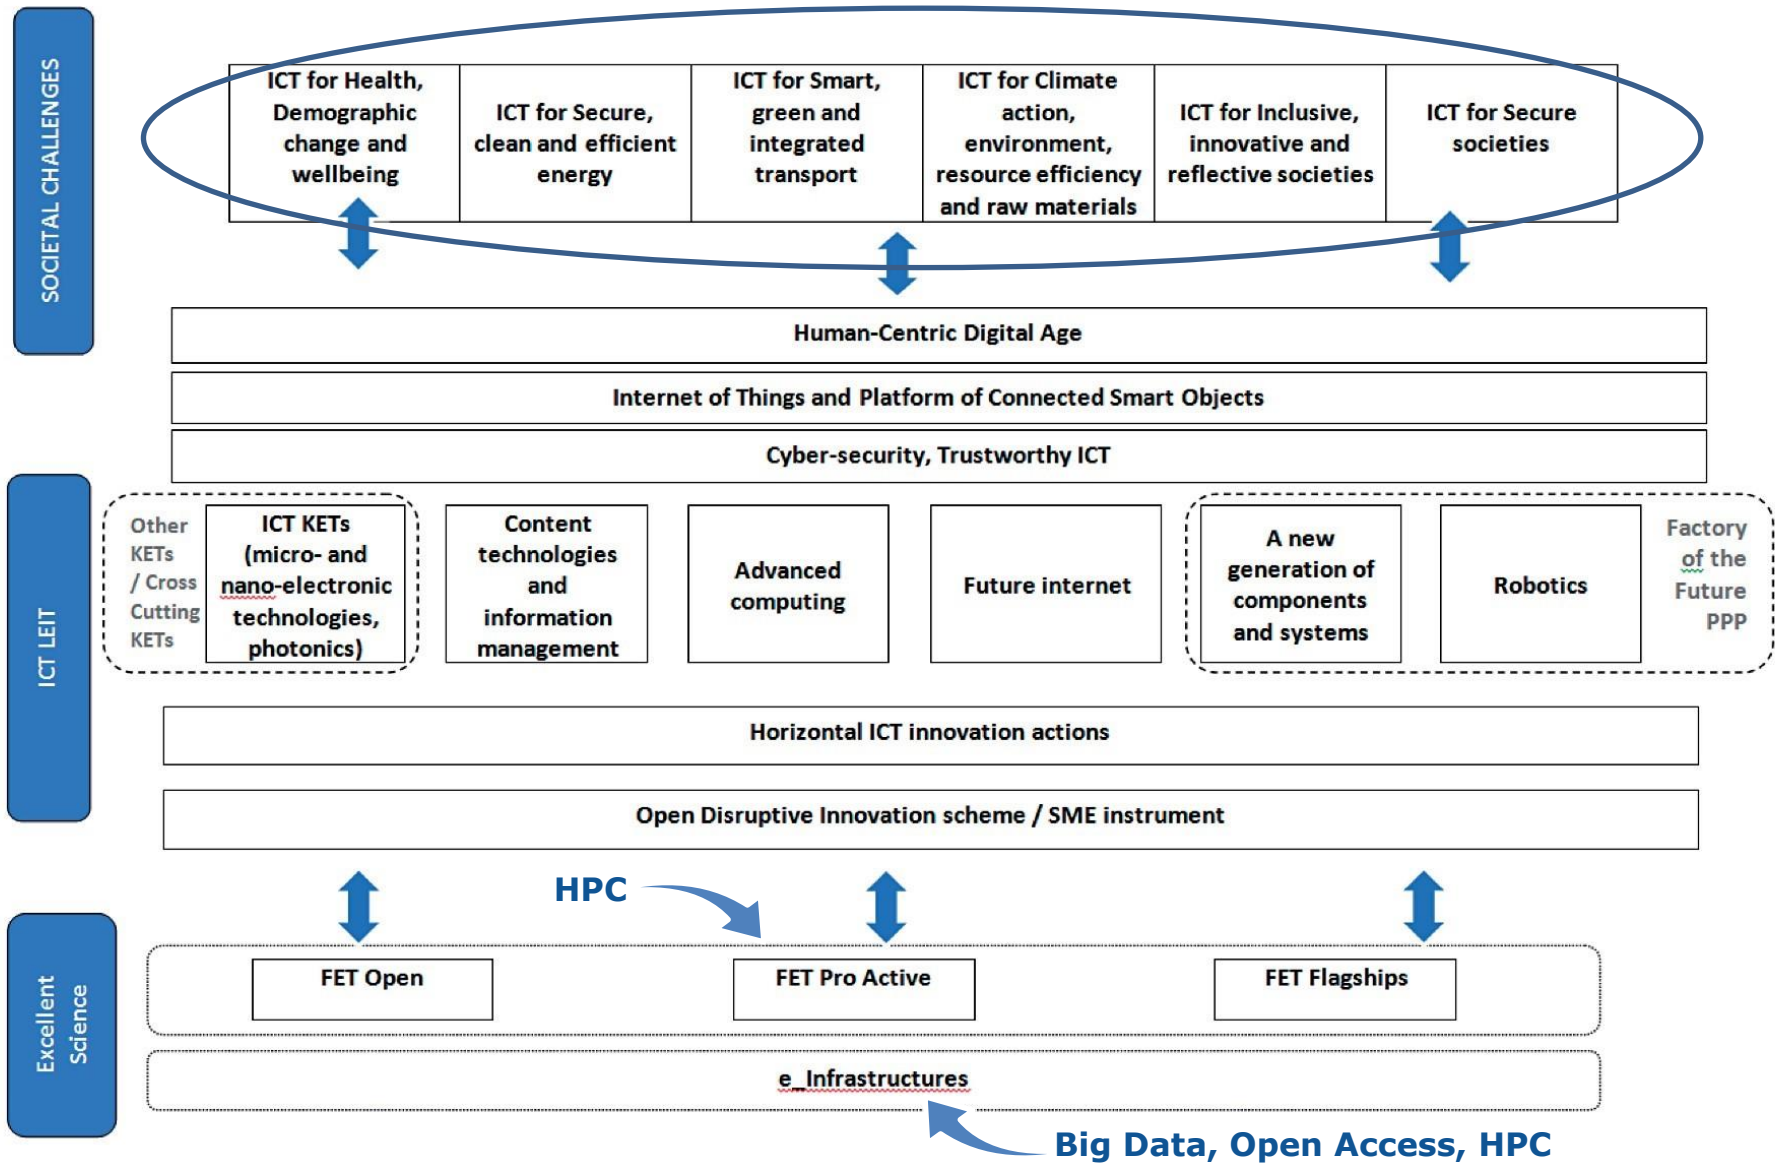 SOCIETAL CHALLENGES
ICT for Health,
Demographic
change and
wellbeing
ICT for Secure,
clean and efficient
energy
ICT for Smart,
green and
integrated
transport
ICT for Climate
action,
environment,
resource efficiency
and raw materials
ICT for Inclusive,
innovative and
reflective societies
ICT for Secure
societies
Human-Centric Digital Age
Internet of Things and Platform of Connected Smart Objects
Cyber-security, Trustworthy ICT
ICT LEIT
Other
KETs
/ Cross
Cutting
KETs
ICT KETs
(micro- and
nano-electronic
technologies,
photonics)
Content
technologies
and
information
management
Advanced
computing
Future internet
A new
generation of
components
and systems
Robotics
Factory
of the
Future
PPP
Horizontal ICT innovation actions
Open Disruptive Innovation scheme / SME instrument
HPC
Excellent
Science
FET Open
FET Pro Active
FET Flagships
e_Infrastructures
Big Data, Open Access, HPC